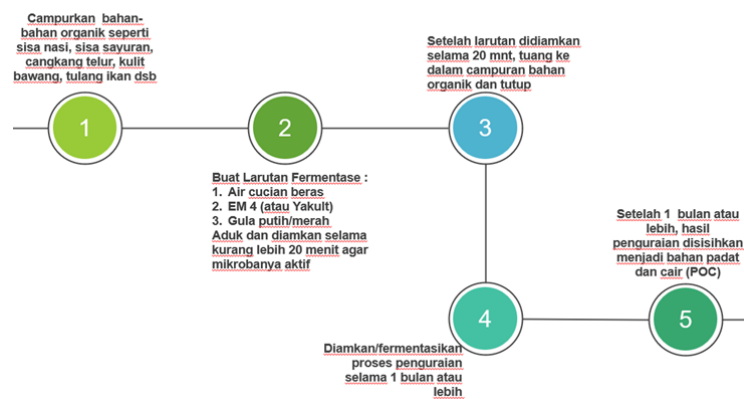 Campurkan bahan-
bahan organik seperti
sisa nasi, sisa sayuran,
cangkang telur, kulit
bawang, tulang ikan dsb
1
2
Buat Larutan Fermentase :
1. Air cucian beras
2. EM 4 (atau Yakult)
3. Gula putih/merah
Aduk dan diamkan selama
kurang lebih 20 menit agar
mikrobanya aktif
Setelah larutan didiamkan
selama 20 mnt, tuang ke
dalam campuran bahan
organik dan tutup
3
4
Diamkan/fermentasikan
proses penguraian
selama 1 bulan atau
lebih
Setelah 1 bulan atau
lebih, hasil
penguraian disisihkan
menjadi bahan padat
dan cair (POC)
5